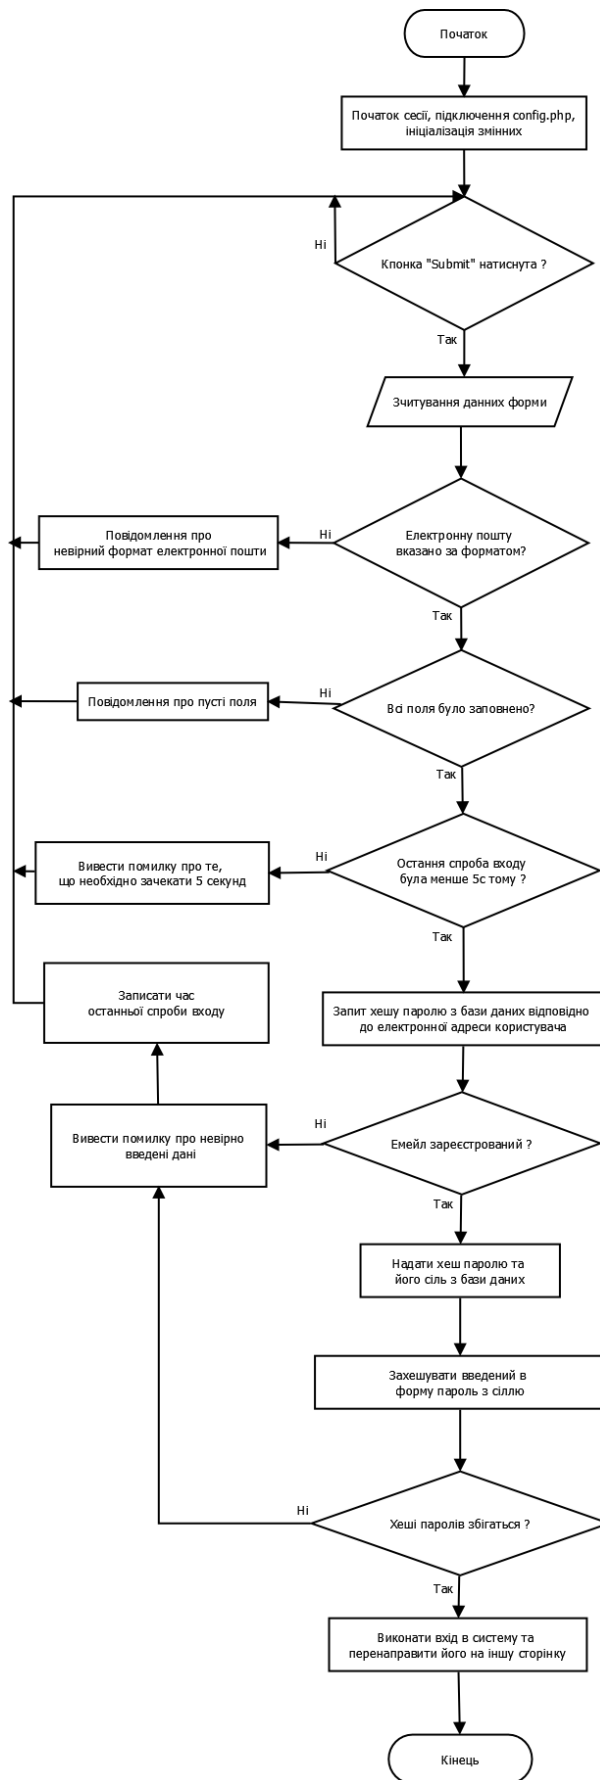 Початок
Початок сесії, підключення config.php,
ініціалізація змінних
Ні
Кпонка "Submit" натиснута ?
Так
Зчитування данних форми
Повідомлення про
невірний формат електронної пошти
Ні
Електронну пошту
вказано за форматом?
Так
Повідомлення про пусті поля
Ні
Всі поля було заповнено?
Так
Вивести помилку про те,
що необхідно зачекати 5 секунд
Ні
Остання спроба входу
була менше 5с тому ?
Так
Записати час
останньої спроби входу
Запит хешу паролю з бази даних відповідно
до електронної адреси користувача
Вивести помилку про невірно
введені дані
Ні
Емейл зареєстрований ?
Так
Надати хеш паролю та
його сіль з бази даних
Захешувати введений в
форму пароль з сіллю
Ні
Хеші паролів збігаться ?
Так
Виконати вхід в систему та
перенаправити його на іншу сторінку
Кінець